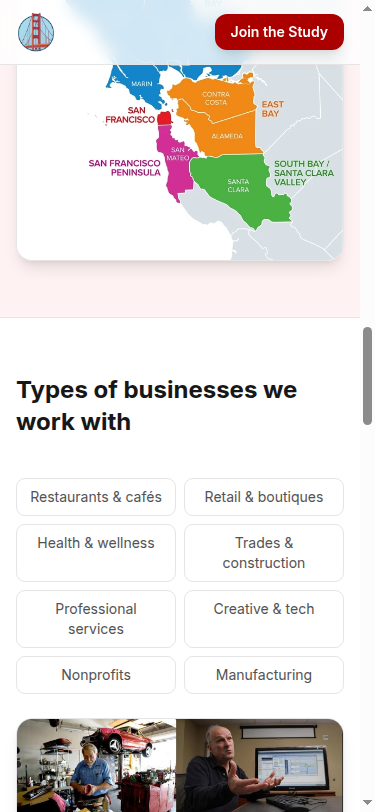 Join the Study
MARIN
CONTRA
COSTA
EAST
BAY
SAN
FRANCISCO
ALAMEDA
SAN
MATEO
SAN FRANCISCO
PENINSULA
SOUTH BAY /
SANTA CLARA
VALLEY
SANTA
CLARA
Types of businesses we
work with
Restaurants & cafés
Retail & boutiques
Health & wellness
Trades &
construction
Professional
services
Creative & tech
Nonprofits
Manufacturing